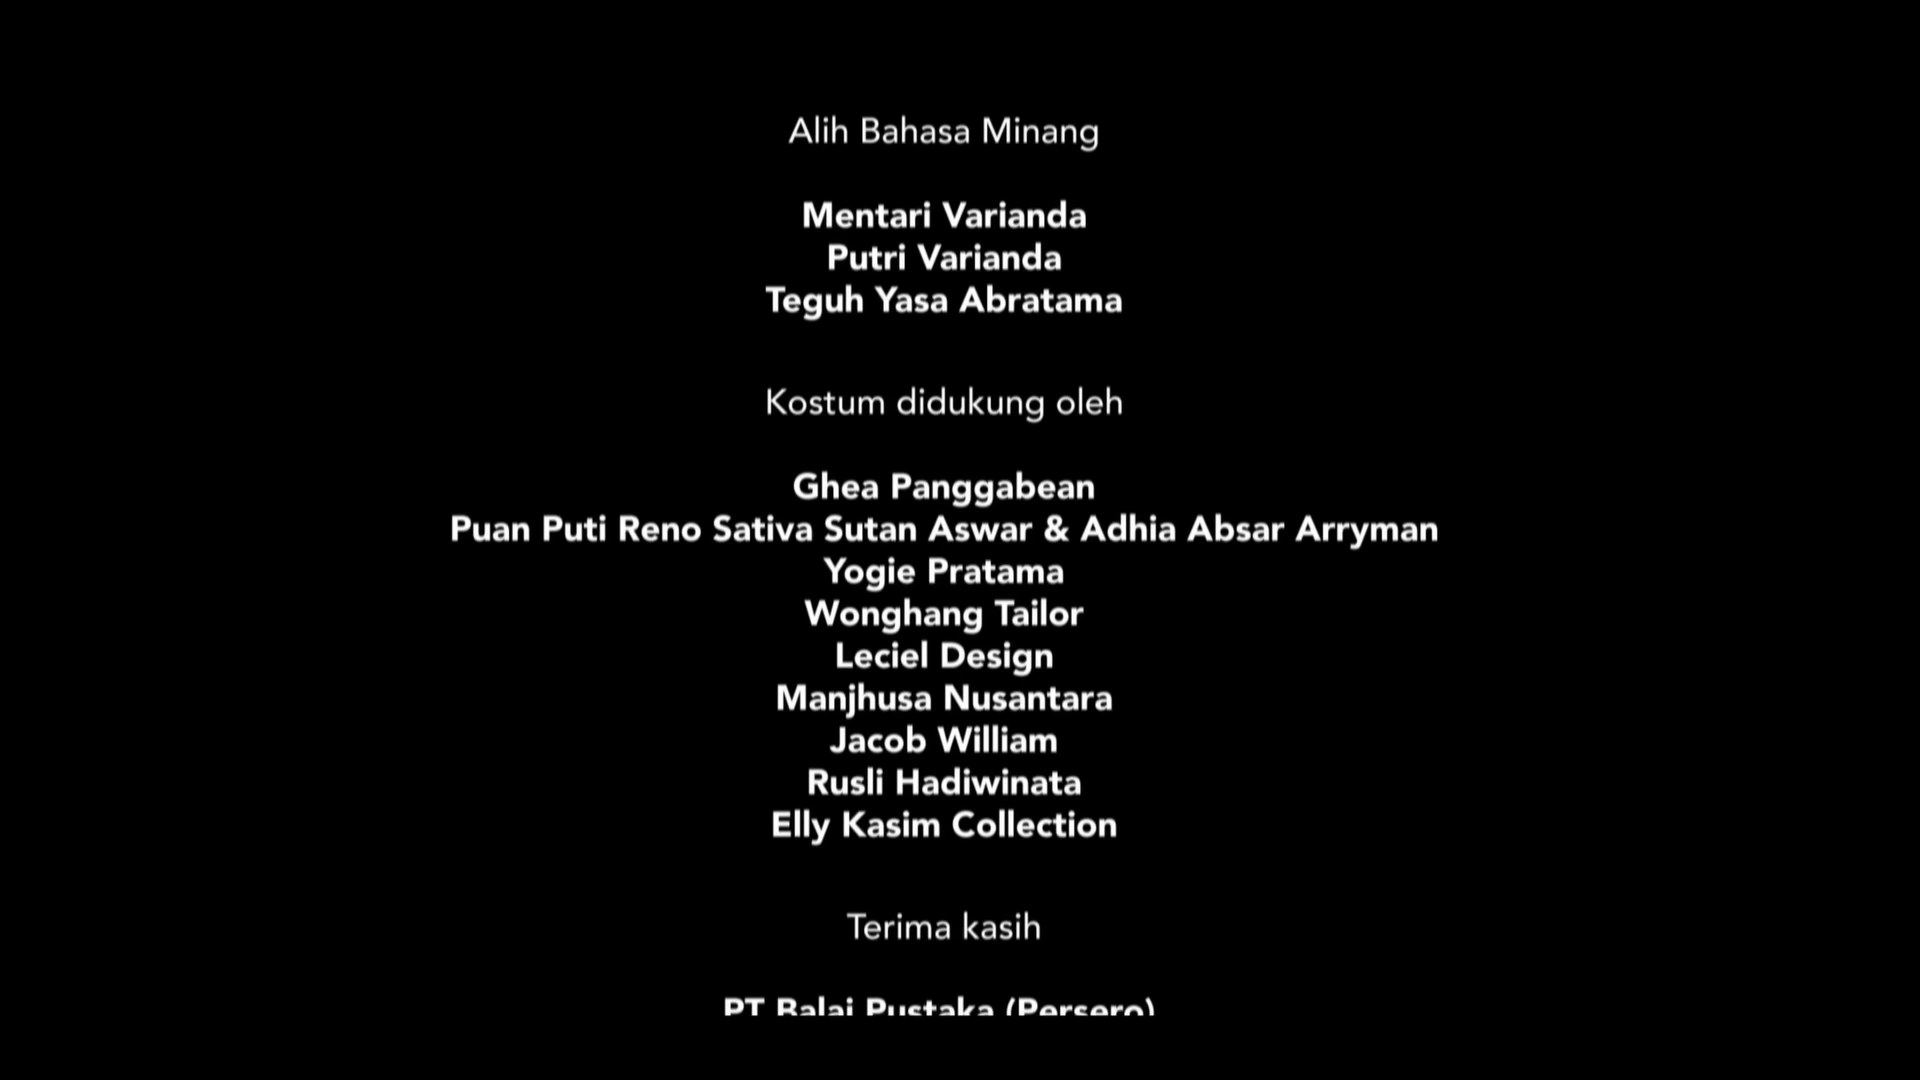 Alih Bahasa Minang
Mentari Varianda
Putri Varianda
Teguh Yasa Abratama
Kostum didukung oleh
Ghea Panggabean
Puan Puti Reno Sativa Sutan Aswar & Adhia Absar Arryman
Yogie Pratama
Wonghang Tailor
Leciel Design
Manjhusa Nusantara
Jacob William
Rusli Hadiwinata
Elly Kasim Collection
Terima kasih
PT Balai Pustaka (Persero)